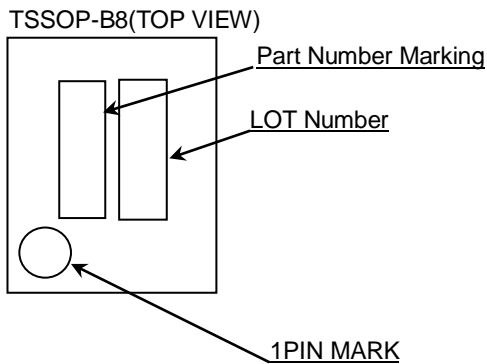 TSSOP-B8(TOP VIEW)
Part Number Marking
LOT Number
1PIN MARK